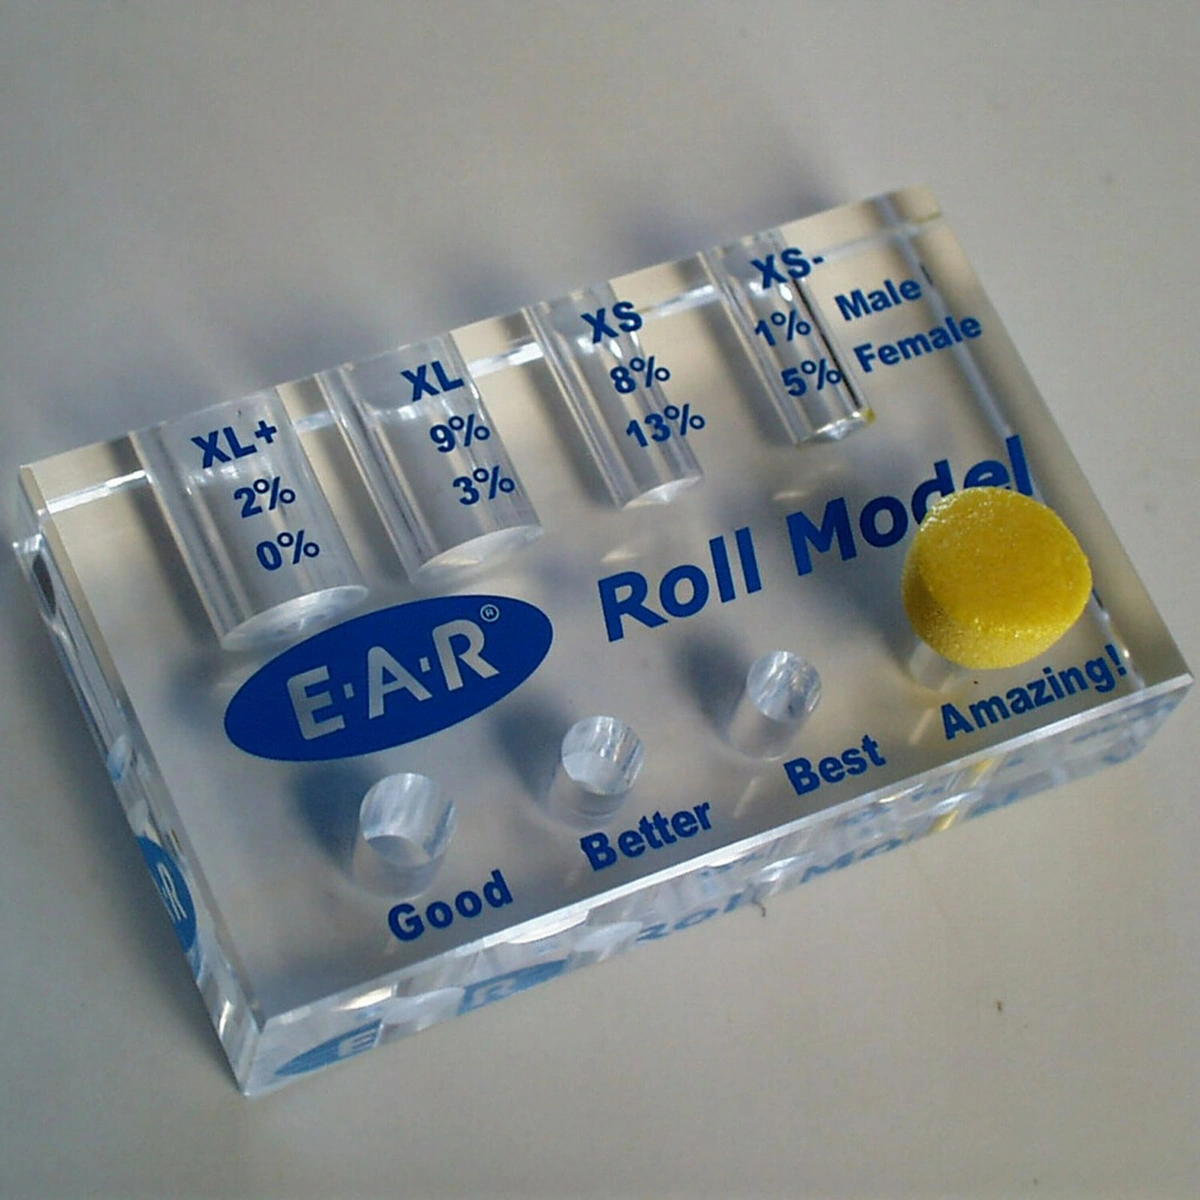 XL+ XL XS XS-
2% 9% 8% 1% Male
0% 3% 13% 5% Female
E·A·R® Roll Model
Good Better Best Amazing!